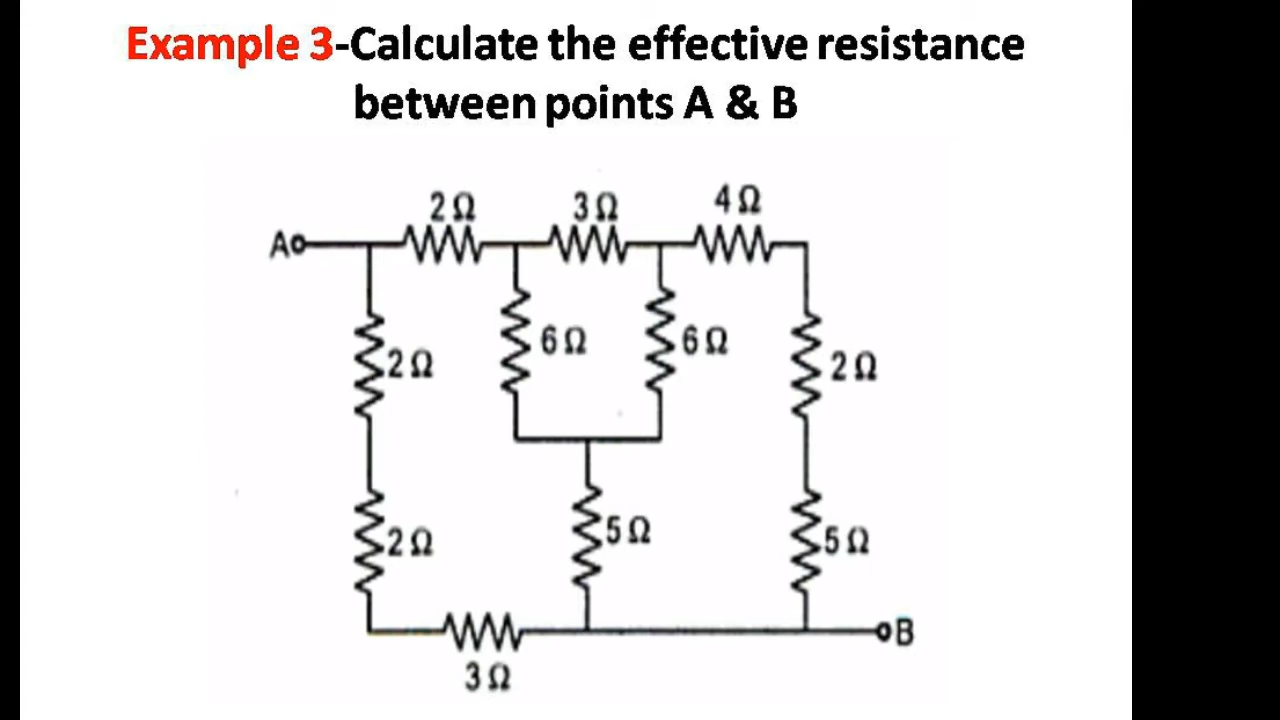 Example 3-Calculate the effective resistance
between points A & B
2Ω 3Ω 4Ω
A
6Ω 6Ω
2Ω 2Ω
5Ω
2Ω 5Ω
B
3Ω